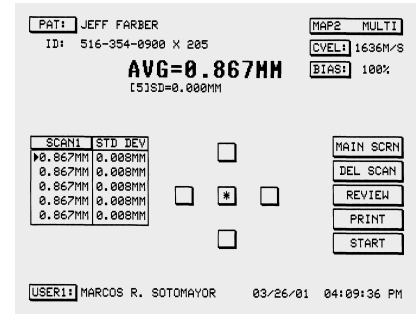 PAT: JEFF FARBER
MAP2 MULTI
ID: 516-354-0900 X 205
CVEL: 1636M/S
AVG=0.867MM
BIAS: 100%
[5]SD=0.000MM
SCAN1 STD DEV
0.867MM 0.008MM
0.867MM 0.008MM
0.867MM 0.008MM
0.867MM 0.008MM
0.867MM 0.008MM
*
MAIN SCRN
DEL SCAN
REVIEW
PRINT
START
USER1: MARCOS R. SOTOMAYOR 03/26/01 04:09:36 PM